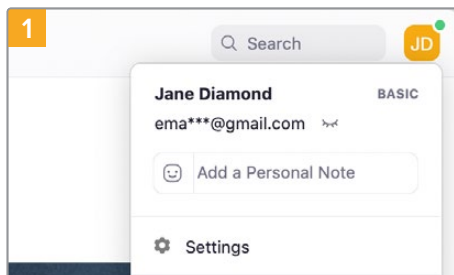 1
Search
JD
Jane Diamond BASIC
ema***@gmail.com
Add a Personal Note
Settings